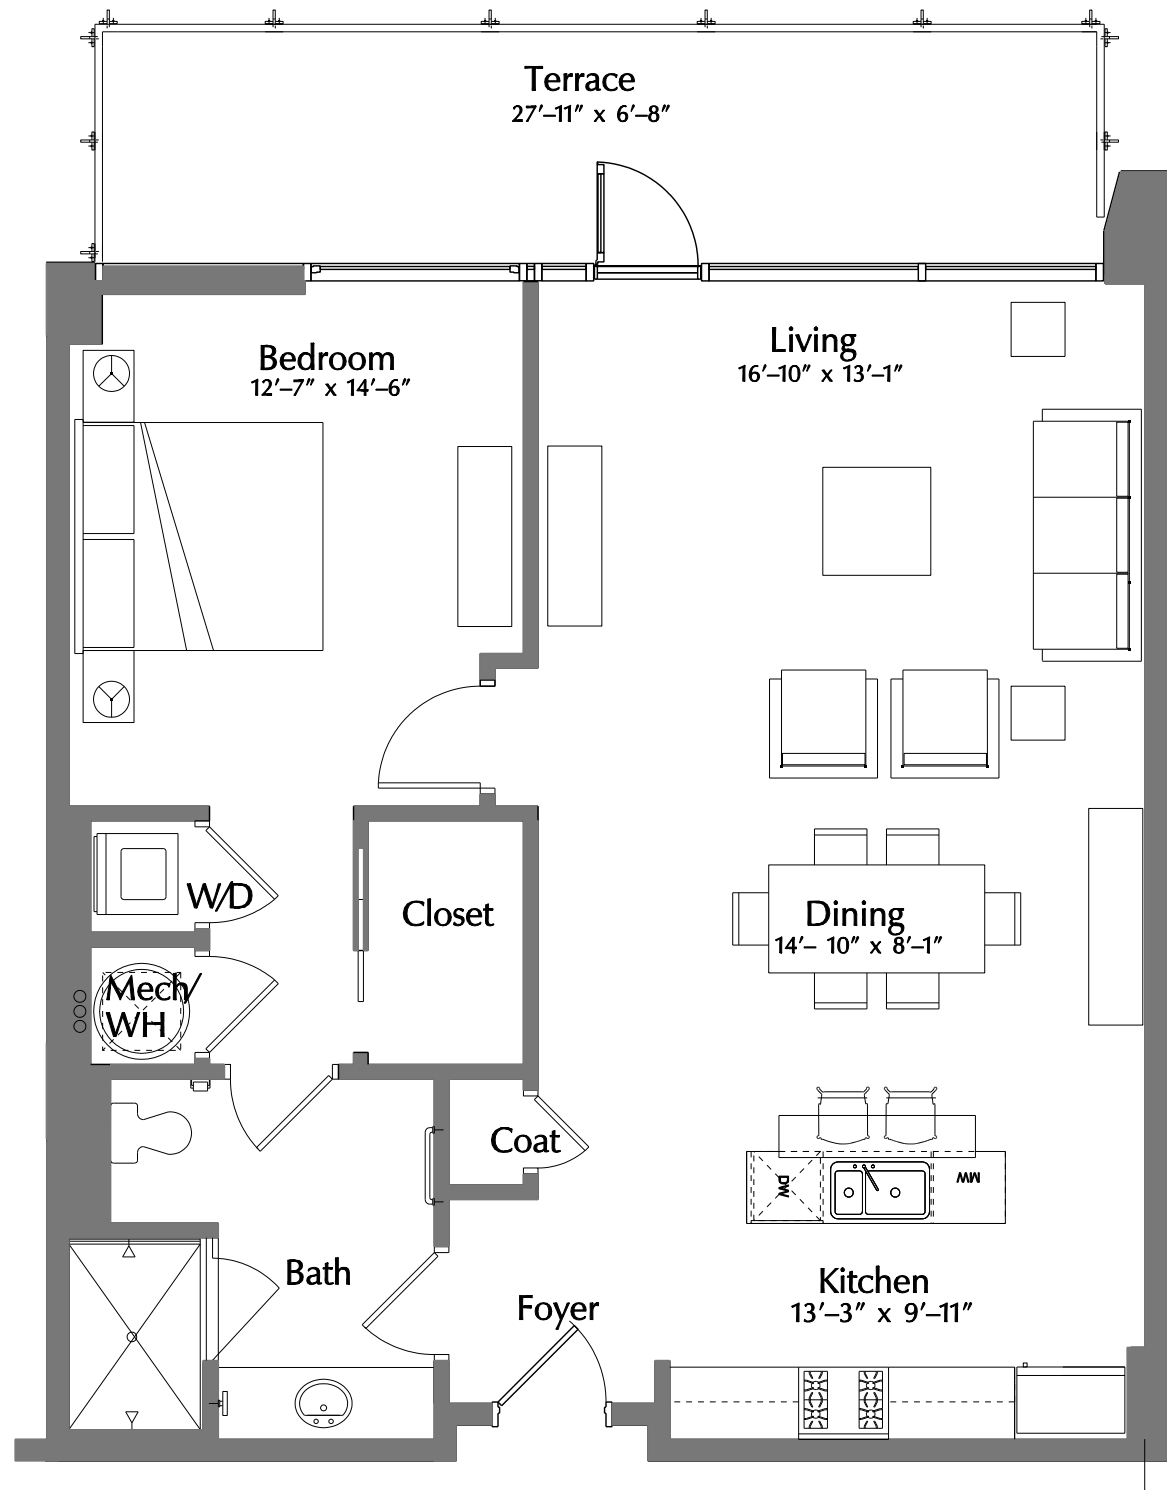 Terrace
27′–11″ x 6′–8″
Bedroom
12′–7″ x 14′–6″
Living
16′–10″ x 13′–1″
W/D
Closet
Dining
14′– 10″ x 8′–1″
Mech/
WH
Coat
DW
MW
Bath
Foyer
Kitchen
13′–3″ x 9′–11″